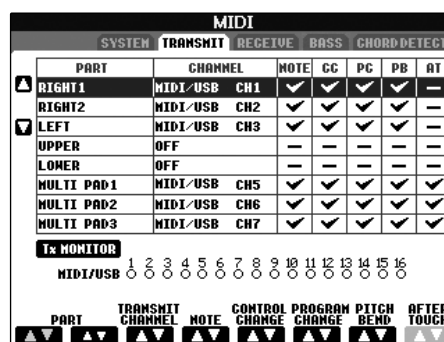 MIDI
SYSTEM TRANSMIT RECEIVE BASS CHORD DETECT
PART CHANNEL NOTE CC PC PB AT
RIGHT1 MIDI/USB CH1
RIGHT2 MIDI/USB CH2
LEFT MIDI/USB CH3
UPPER OFF
LOWER OFF
MULTI PAD1 MIDI/USB CH5
MULTI PAD2 MIDI/USB CH6
MULTI PAD3 MIDI/USB CH7
Tx MONITOR
1 2 3 4 5 6 7 8 9 10 11 12 13 14 15 16
MIDI/USB
PART TRANSMIT CHANNEL NOTE CONTROL CHANGE PROGRAM CHANGE PITCH BEND AFTER TOUCH